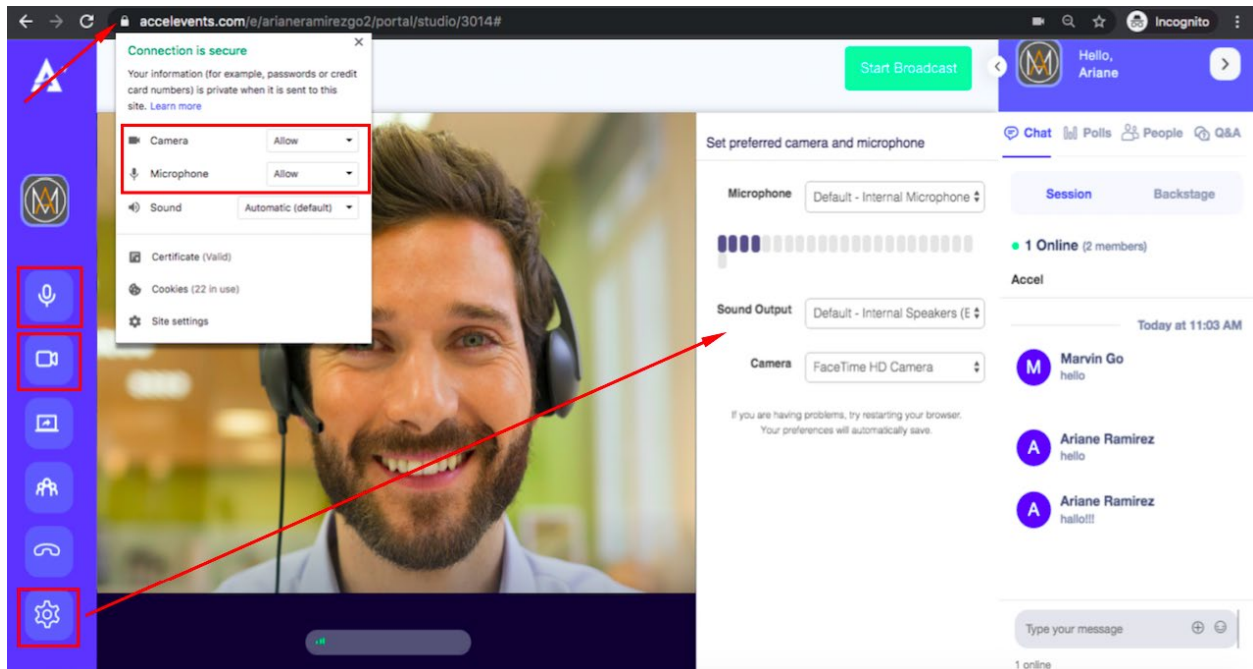 accelevents.com/e/arianeramirezgo2/portal/studio/3014#
Incognito
Connection is secure
Your information (for example, passwords or credit
card numbers) is private when it is sent to this
site. Learn more
Camera
Allow
Microphone
Allow
Sound
Automatic (default)
Certificate (Valid)
Cookies (22 in use)
Site settings
Start Broadcast
Set preferred camera and microphone
Microphone
Default - Internal Microphone
Sound Output
Default - Internal Speakers (E
Camera
FaceTime HD Camera
If you are having problems, try restarting your browser.
Your preferences will automatically save.
Hello,
Ariane
Chat
Polls
People
Q&A
Session
Backstage
1 Online (2 members)
Accel
Today at 11:03 AM
M
Marvin Go
hello
A
Ariane Ramirez
hello
A
Ariane Ramirez
hallo!!!
Type your message
1 online